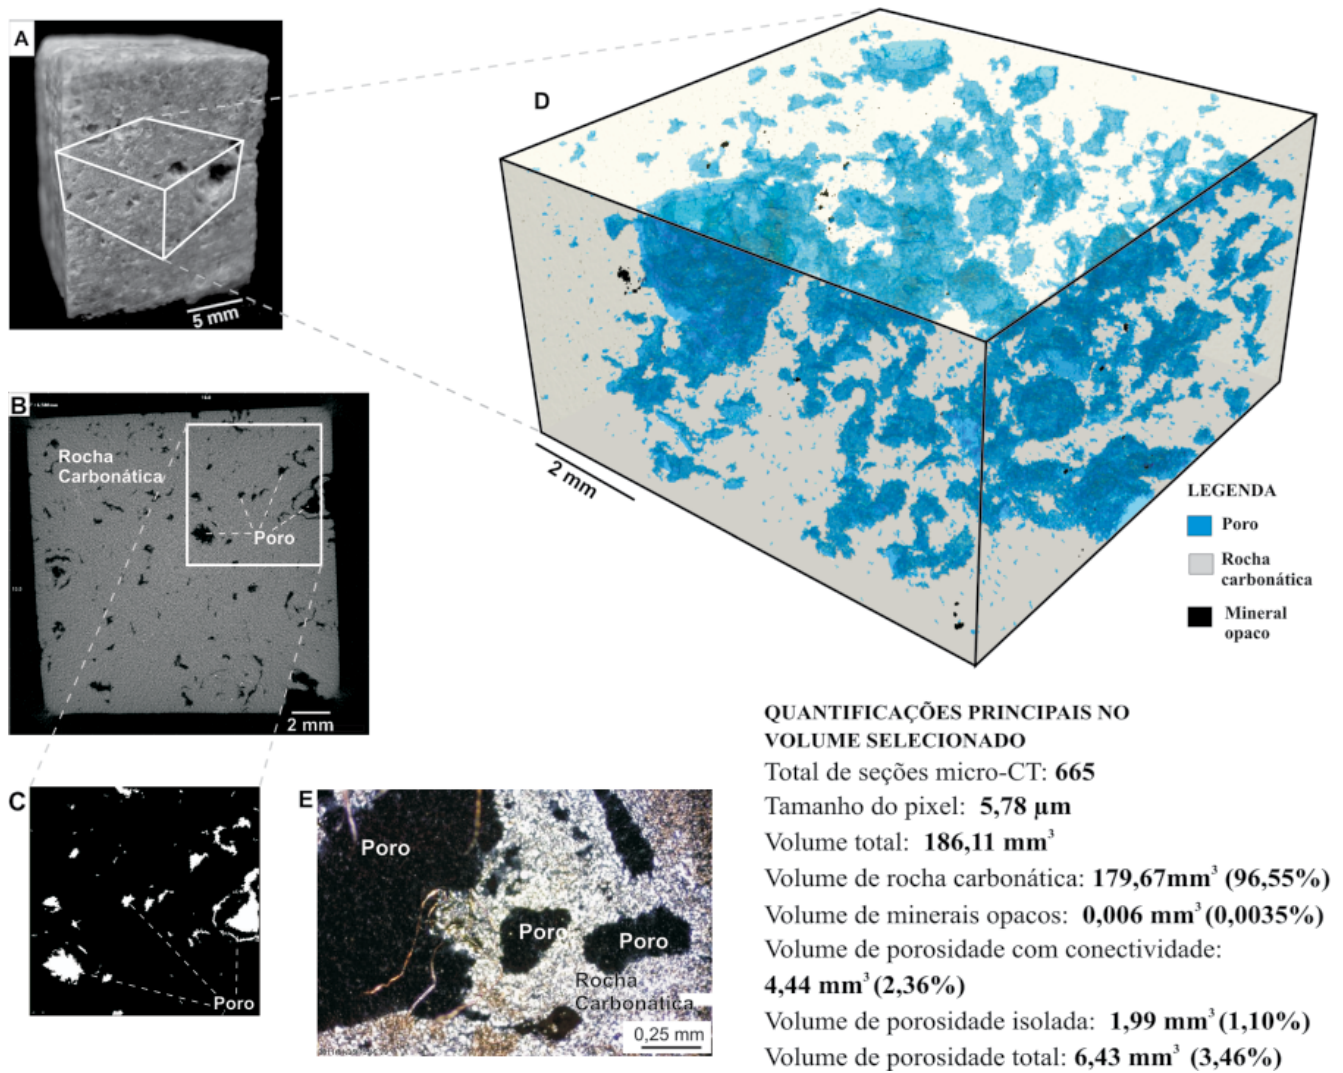 A
5 mm
D
2 mm
B
Rocha
Carbonática
Poro
2 mm
LEGENDA
Poro
Rocha
carbonática
Mineral
opaco
C
Poro
E
Poro
Poro
Poro
Rocha
Carbonática
0,25 mm
QUANTIFICAÇÕES PRINCIPAIS NO
VOLUME SELECIONADO
Total de seções micro-CT: 665
Tamanho do pixel: 5,78 µm
Volume total: 186,11 mm³
Volume de rocha carbonática: 179,67mm³ (96,55%)
Volume de minerais opacos: 0,006 mm³ (0,0035%)
Volume de porosidade com conectividade:
4,44 mm³ (2,36%)
Volume de porosidade isolada: 1,99 mm³ (1,10%)
Volume de porosidade total: 6,43 mm³ (3,46%)